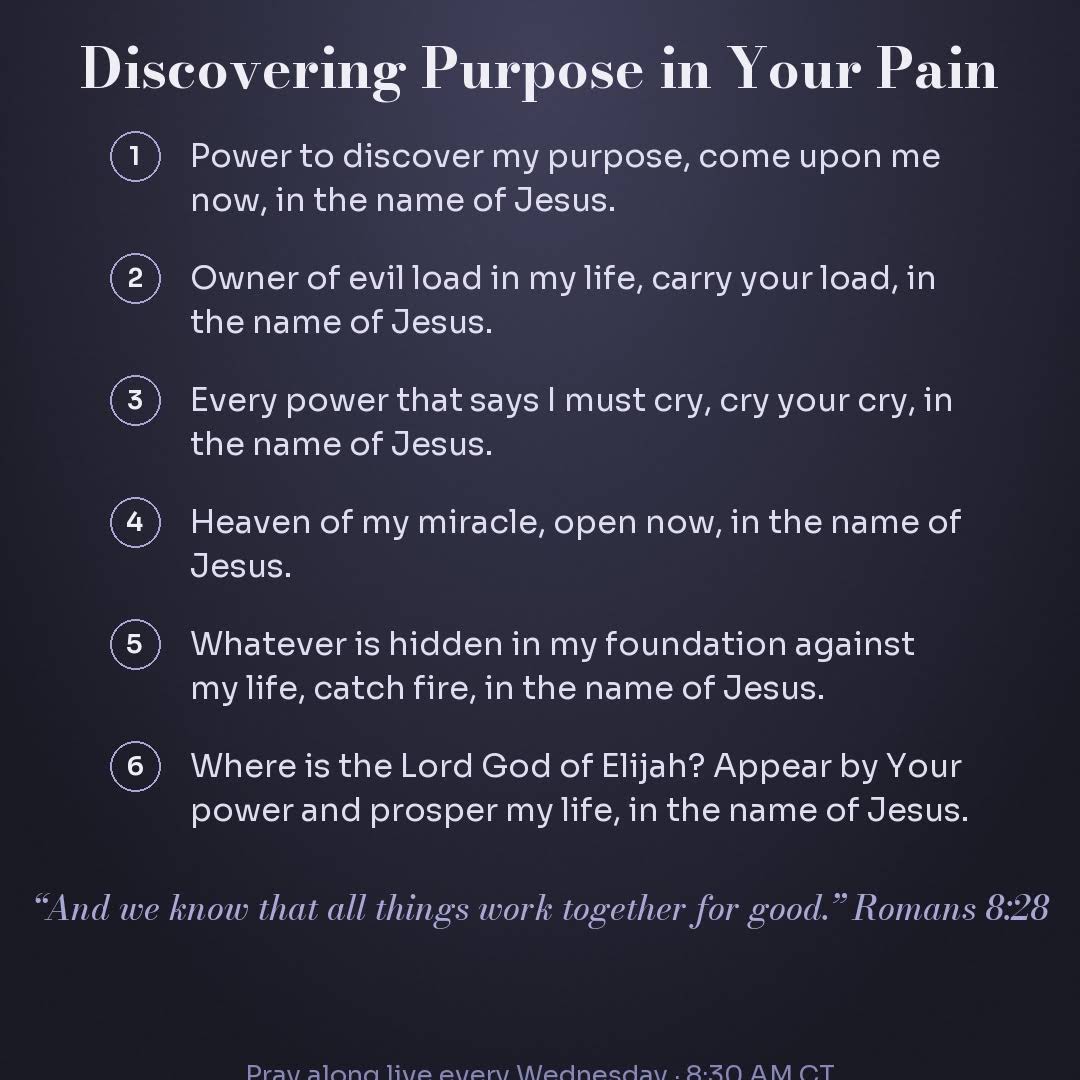 Discovering Purpose in Your Pain
1 Power to discover my purpose, come upon me
now, in the name of Jesus.
2 Owner of evil load in my life, carry your load, in
the name of Jesus.
3 Every power that says I must cry, cry your cry, in
the name of Jesus.
4 Heaven of my miracle, open now, in the name of
Jesus.
5 Whatever is hidden in my foundation against
my life, catch fire, in the name of Jesus.
6 Where is the Lord God of Elijah? Appear by Your
power and prosper my life, in the name of Jesus.
“And we know that all things work together for good.” Romans 8:28
Pray along live every Wednesday · 8:30 AM CT